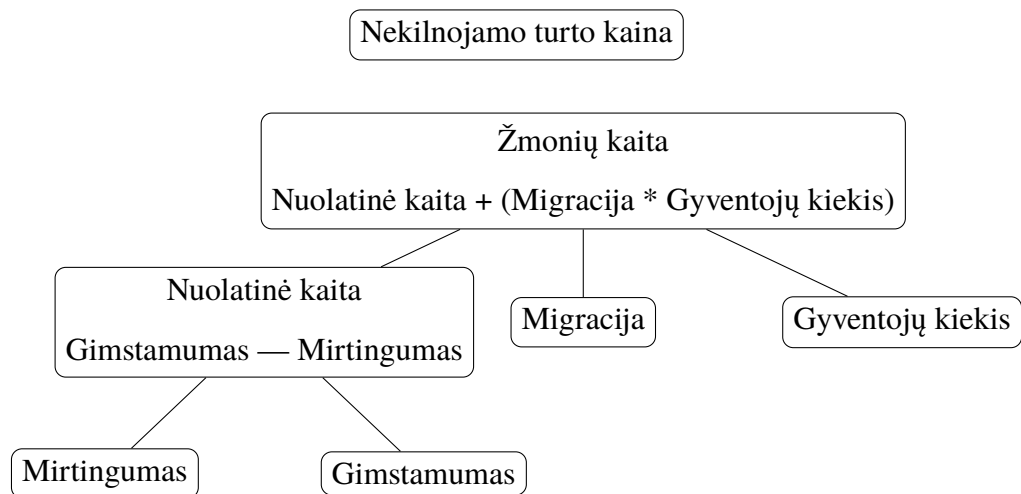 Nekilnojamo turto kaina
Žmonių kaita
Nuolatinė kaita + (Migracija * Gyventojų kiekis)
Nuolatinė kaita
Gimstamumas — Mirtingumas
Migracija
Gyventojų kiekis
Mirtingumas
Gimstamumas